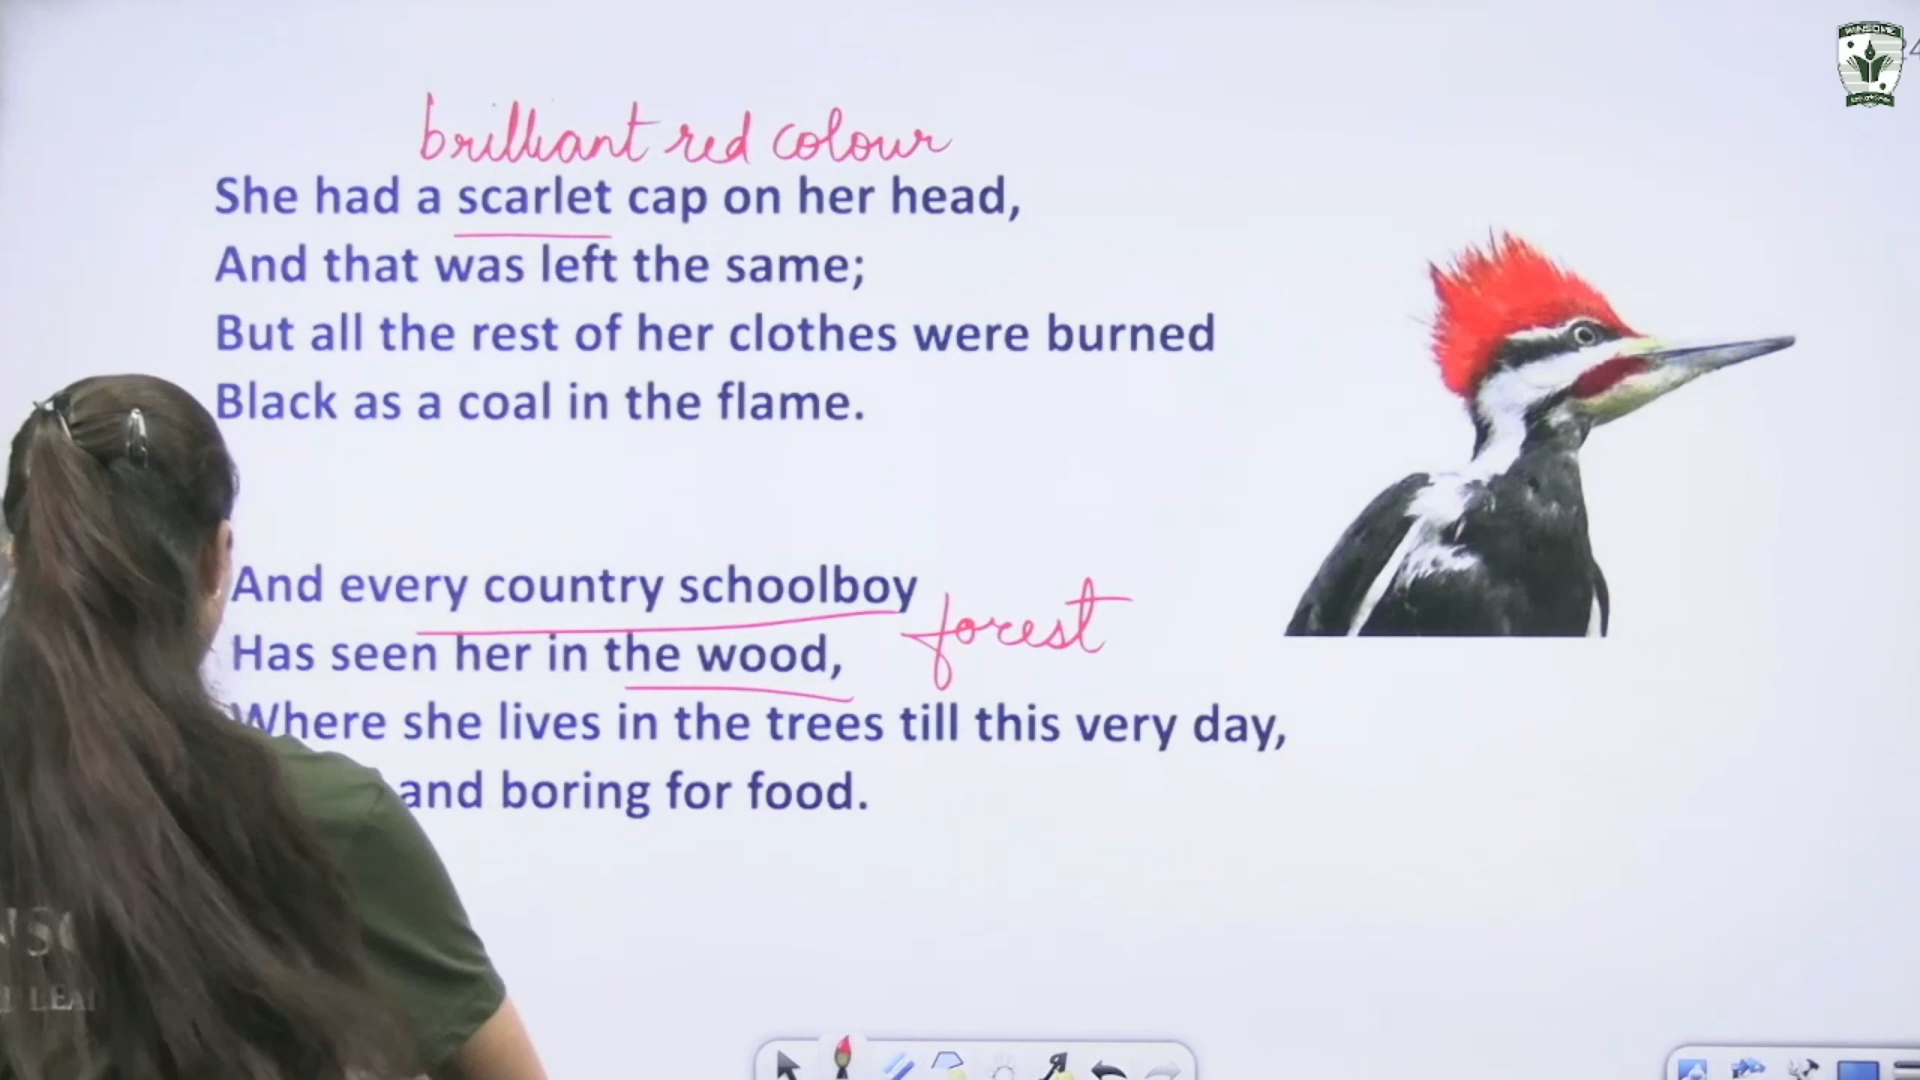 brilliant red colour
She had a scarlet cap on her head,
And that was left the same;
But all the rest of her clothes were burned
Black as a coal in the flame.
And every country schoolboy
forest
Has seen her in the wood,
Where she lives in the trees till this very day,
and boring for food.